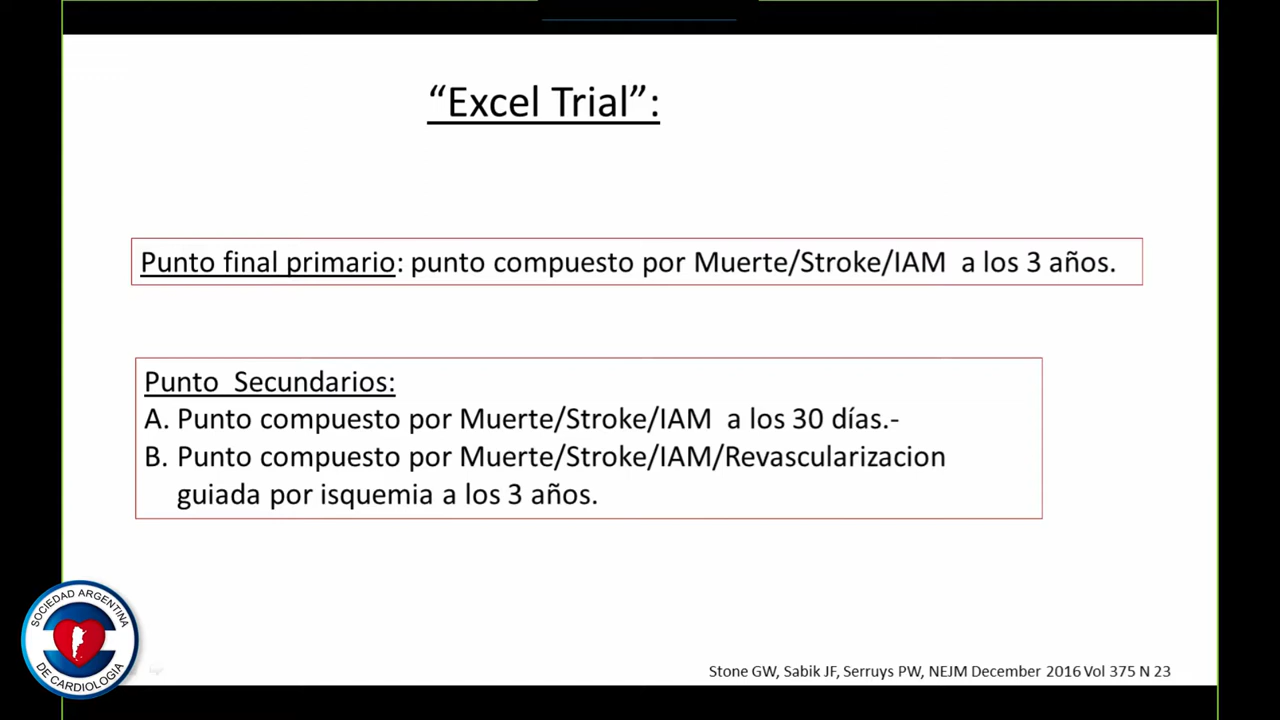 “Excel Trial”:
Punto final primario: punto compuesto por Muerte/Stroke/IAM a los 3 años.
Punto Secundarios:
A. Punto compuesto por Muerte/Stroke/IAM a los 30 días.-
B. Punto compuesto por Muerte/Stroke/IAM/Revascularizacion
guiada por isquemia a los 3 años.
SOCIEDAD ARGENTINA
DE CARDIOLOGÍA
Stone GW, Sabik JF, Serruys PW, NEJM December 2016 Vol 375 N 23